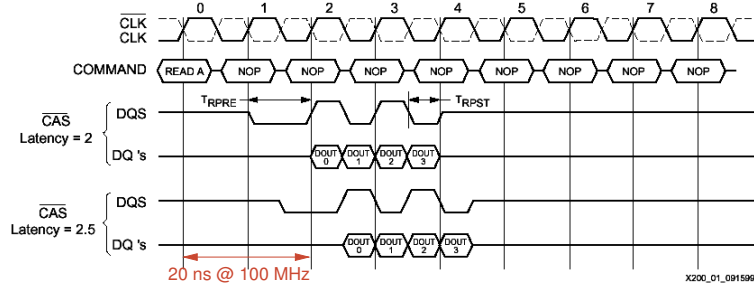 0 1 2 3 4 5 6 7 8
CLK
CLK
COMMAND READ A NOP NOP NOP NOP NOP NOP NOP NOP
TRPRE TRPST
CAS
Latency = 2
DQS
DQ 's DOUT 0 DOUT 1 DOUT 2 DOUT 3
CAS
Latency = 2.5
DQS
DQ 's DOUT 0 DOUT 1 DOUT 2 DOUT 3
20 ns @ 100 MHz
X200_01_091599